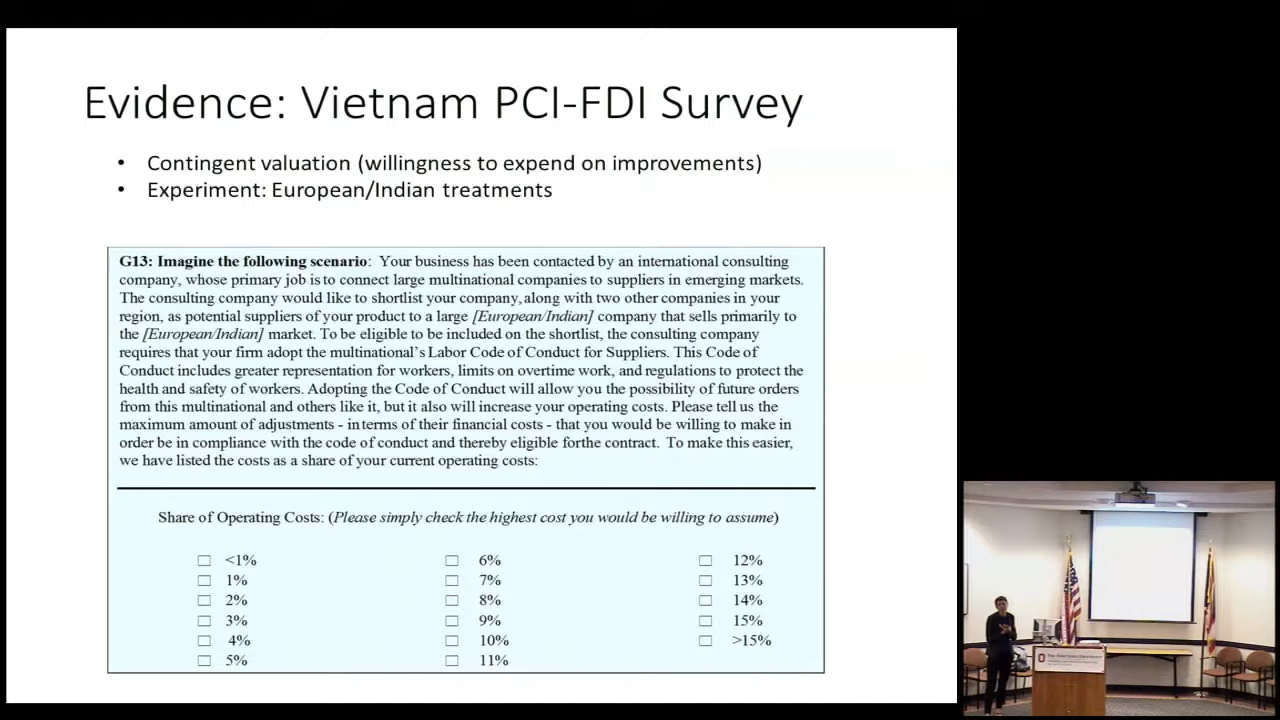 Evidence: Vietnam PCI-FDI Survey
• Contingent valuation (willingness to expend on improvements)
• Experiment: European/Indian treatments
G13: Imagine the following scenario: Your business has been contacted by an international consulting
company, whose primary job is to connect large multinational companies to suppliers in emerging markets.
The consulting company would like to shortlist your company, along with two other companies in your
region, as potential suppliers of your product to a large [European/Indian] company that sells primarily to
the [European/Indian] market. To be eligible to be included on the shortlist, the consulting company
requires that your firm adopt the multinational's Labor Code of Conduct for Suppliers. This Code of
Conduct includes greater representation for workers, limits on overtime work, and regulations to protect the
health and safety of workers. Adopting the Code of Conduct will allow you the possibility of future orders
from this multinational and others like it, but it also will increase your operating costs. Please tell us the
maximum amount of adjustments - in terms of their financial costs - that you would be willing to make in
order be in compliance with the code of conduct and thereby eligible forthe contract. To make this easier,
we have listed the costs as a share of your current operating costs:
Share of Operating Costs: (Please simply check the highest cost you would be willing to assume)
<1% 6% 12%
1% 7% 13%
2% 8% 14%
3% 9% 15%
4% 10% >15%
5% 11%